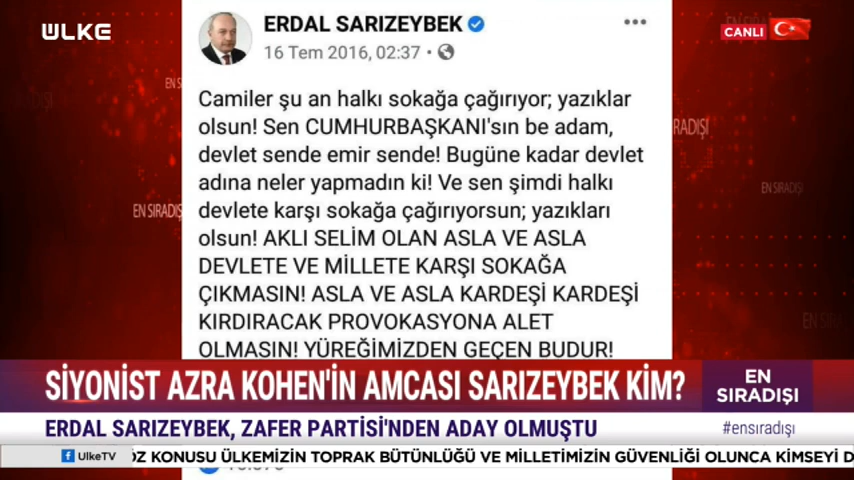 ÜLKE
ERDAL SARIZEYBEK
CANLI
16 Tem 2016, 02:37
Camiler şu an halkı sokağa çağırıyor; yazıklar
olsun! Sen CUMHURBAŞKANI'sın be adam,
devlet sende emir sende! Bugüne kadar devlet
adına neler yapmadın ki! Ve sen şimdi halkı
devlete karşı sokağa çağırıyorsun; yazıkları
olsun! AKLI SELİM OLAN ASLA VE ASLA
DEVLETE VE MİLLETE KARŞI SOKAĞA
ÇIKMASIN! ASLA VE ASLA KARDEŞİ KARDEŞİ
KIRDIRACAK PROVOKASYONA ALET
OLMASIN! YÜREĞİMİZDEN GEÇEN BUDUR!
EN SIRADIŞI
EN SIRADIŞI
SİYONİST AZRA KOHEN'İN AMCASI SARIZEYBEK KİM?
EN
SIRADIŞI
ERDAL SARIZEYBEK, ZAFER PARTİSİ'NDEN ADAY OLMUŞTU
#ensıradışı
UlkeTV
ÖZ KONUSU ÜLKEMİZİN TOPRAK BÜTÜNLÜĞÜ VE MİLLETİMİZİN GÜVENLİĞİ OLUNCA KİMSEYİ D